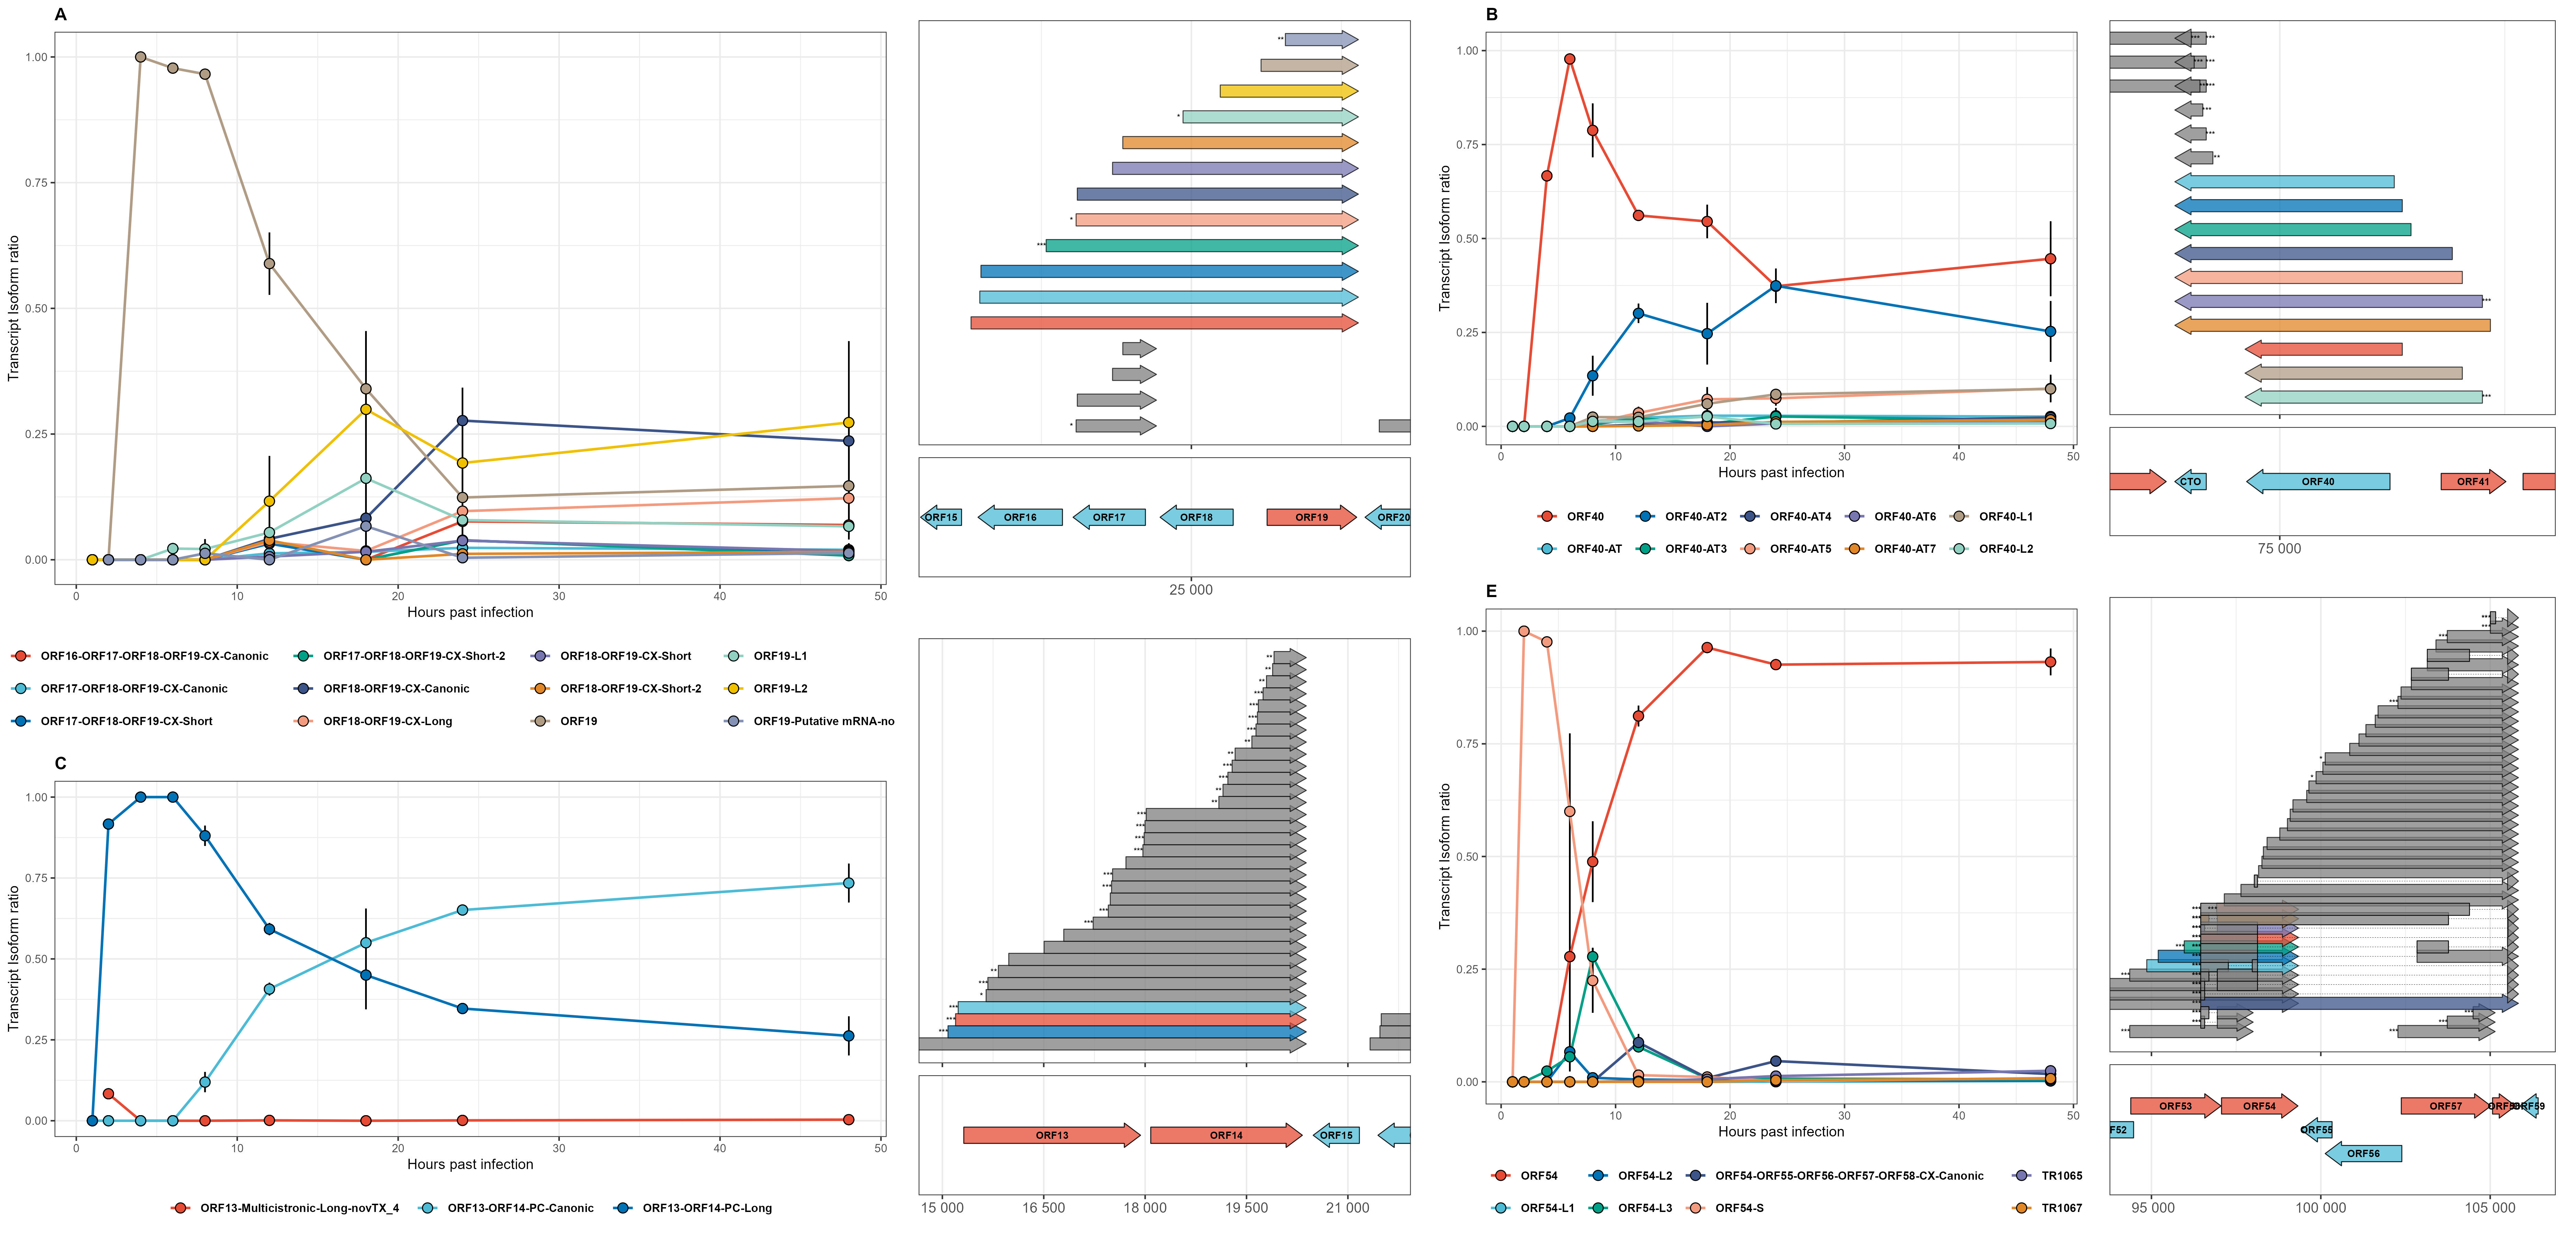 A
Transcript Isoform ratio
1.00
0.75
0.50
0.25
0.00
0 10 20 30 40 50
Hours past infection
ORF16-ORF17-ORF18-ORF19-CX-Canonic ORF17-ORF18-ORF19-CX-Short-2 ORF18-ORF19-CX-Short ORF19-L1
ORF17-ORF18-ORF19-CX-Canonic ORF18-ORF19-CX-Canonic ORF18-ORF19-CX-Short-2 ORF19-L2
ORF17-ORF18-ORF19-CX-Short ORF18-ORF19-CX-Long ORF19 ORF19-Putative mRNA-no
**
*
*
***
*
ORF15 ORF16 ORF17 ORF18 ORF19 ORF20
25 000
B
Transcript Isoform ratio
1.00
0.75
0.50
0.25
0.00
0 10 20 30 40 50
Hours past infection
ORF40 ORF40-AT2 ORF40-AT4 ORF40-AT6 ORF40-L1
ORF40-AT ORF40-AT3 ORF40-AT5 ORF40-AT7 ORF40-L2
***
***
**
***
***
CTO ORF40 ORF41
75 000
C
Transcript Isoform ratio
1.00
0.75
0.50
0.25
0.00
0 10 20 30 40 50
Hours past infection
ORF13-Multicistronic-Long-novTX_4 ORF13-ORF14-PC-Canonic ORF13-ORF14-PC-Long
ORF13 ORF14 ORF15
15 000 16 500 18 000 19 500 21 000
E
Transcript Isoform ratio
1.00
0.75
0.50
0.25
0.00
0 10 20 30 40 50
Hours past infection
ORF54 ORF54-L2 ORF54-ORF55-ORF56-ORF57-ORF58-CX-Canonic TR1065
ORF54-L1 ORF54-L3 ORF54-S TR1067
ORF53 ORF54 ORF57 ORF59
F52 ORF55
ORF56
95 000 100 000 105 000